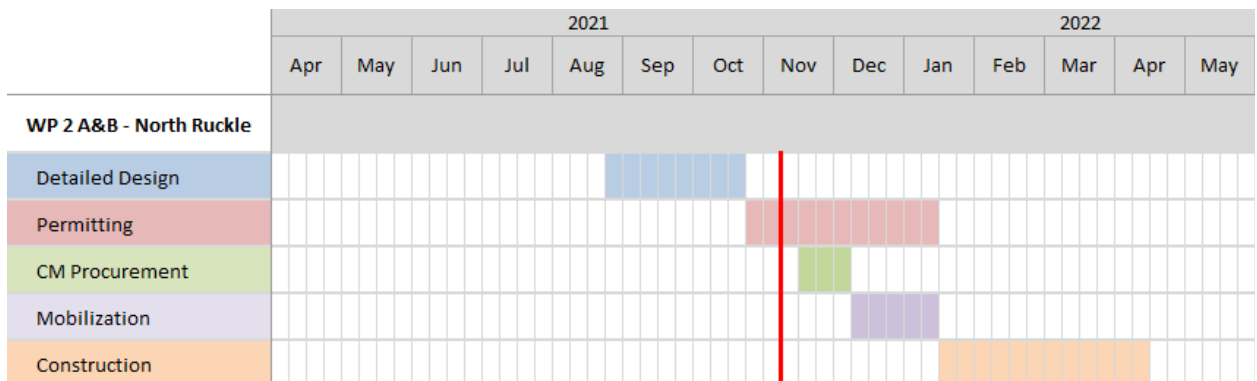 2021 2022
Apr May Jun Jul Aug Sep Oct Nov Dec Jan Feb Mar Apr May
WP 2 A&B - North Ruckle
Detailed Design
Permitting
CM Procurement
Mobilization
Construction